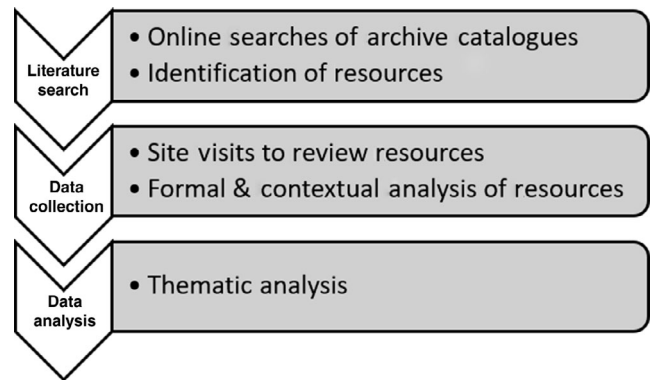 Literature
search
• Online searches of archive catalogues
• Identification of resources
Data
collection
• Site visits to review resources
• Formal & contextual analysis of resources
Data
analysis
• Thematic analysis